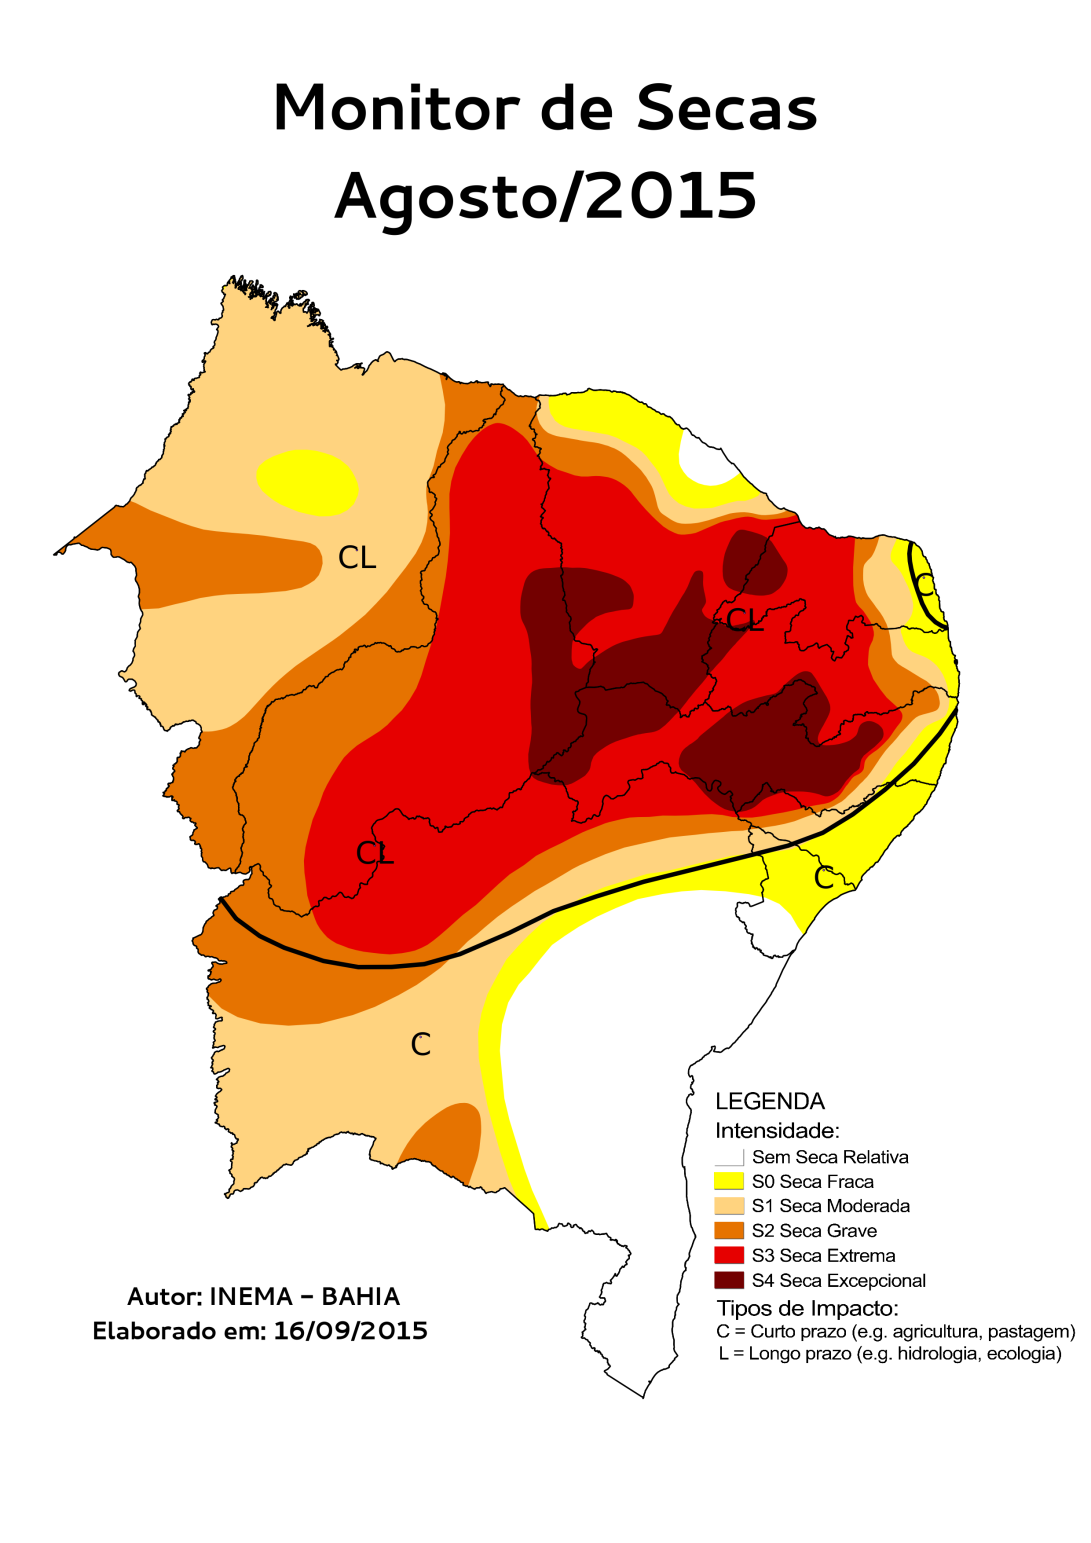 Monitor de Secas
Agosto/2015
CL
C
CL
CL
C
C
LEGENDA
Intensidade:
Sem Seca Relativa
S0 Seca Fraca
S1 Seca Moderada
S2 Seca Grave
S3 Seca Extrema
S4 Seca Excepcional
Tipos de Impacto:
C = Curto prazo (e.g. agricultura, pastagem)
L = Longo prazo (e.g. hidrologia, ecologia)
Autor: INEMA - BAHIA
Elaborado em: 16/09/2015